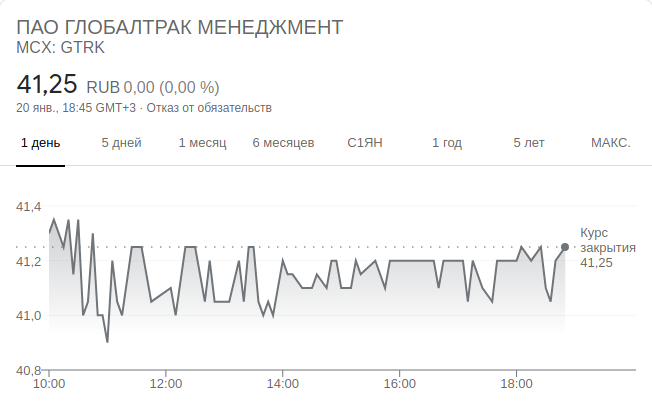 ПАО ГЛОБАЛТРАК МЕНЕДЖМЕНТ
MCX: GTRK
41,25 RUB 0,00 (0,00 %)
20 янв., 18:45 GMT+3 · Отказ от обязательств
1 день 5 дней 1 месяц 6 месяцев С1ЯН 1 год 5 лет МАКС.
41,4
Курс
закрытия
41,25
41,2
41,0
40,8
10:00 12:00 14:00 16:00 18:00